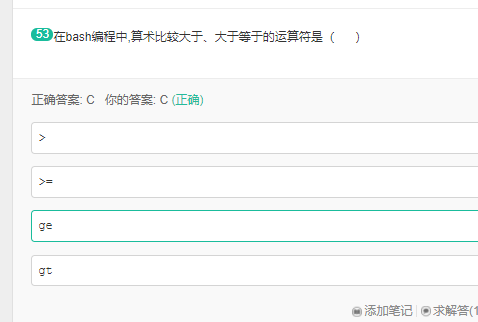 53 在bash编程中,算术比较大于、大于等于的运算符是（ ）
正确答案: C 你的答案: C (正确)
>
>=
ge
gt
添加笔记 求解答(1